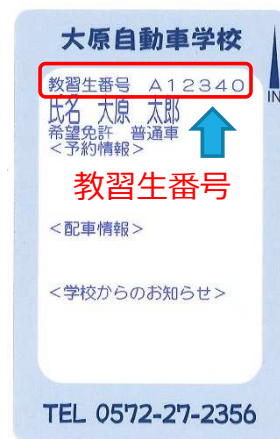 大原自動車学校
教習生番号 A12340
氏名 大原 太郎
希望免許 普通車
<予約情報>
教習生番号
<配車情報>
<学校からのお知らせ>
TEL 0572-27-2356
IN